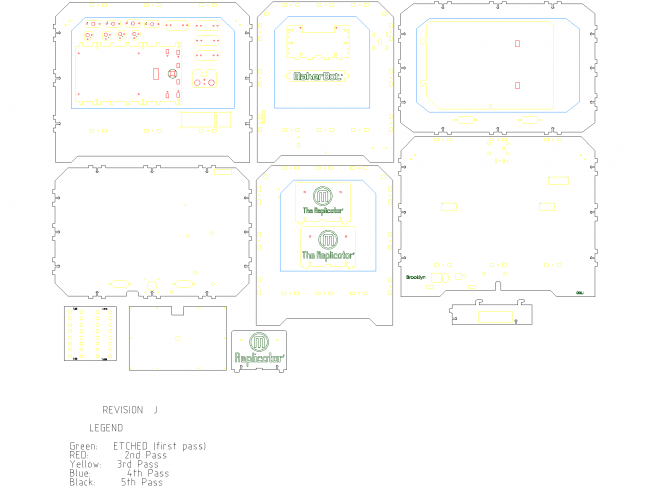 MakerBot
The Replicator
The Replicator
Brooklyn
Replicator
REVISION J
LEGEND
Green: ETCHED (first pass)
RED: 2nd Pass
Yellow: 3rd Pass
Blue: 4th Pass
Black: 5th Pass